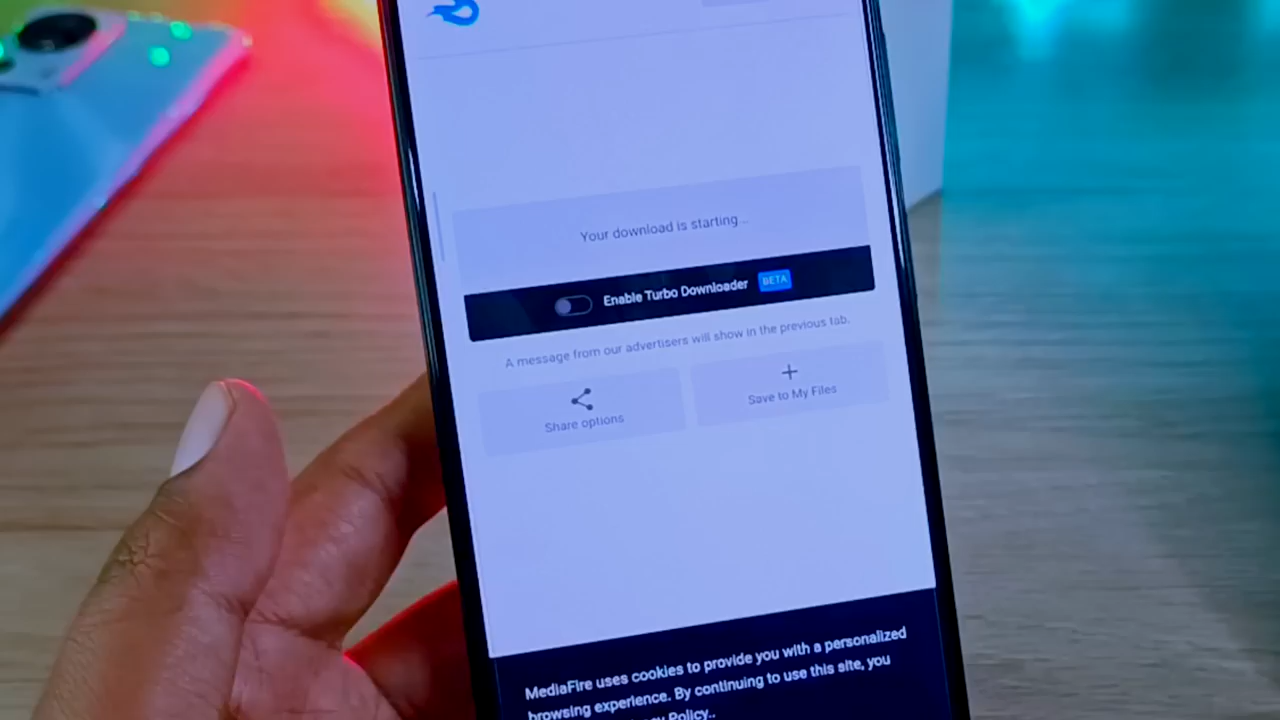 Your download is starting...
Enable Turbo Downloader BETA
A message from our advertisers will show in the previous tab.
Share options
Save to My Files
MediaFire uses cookies to provide you with a personalized
browsing experience. By continuing to use this site, you
Policy..